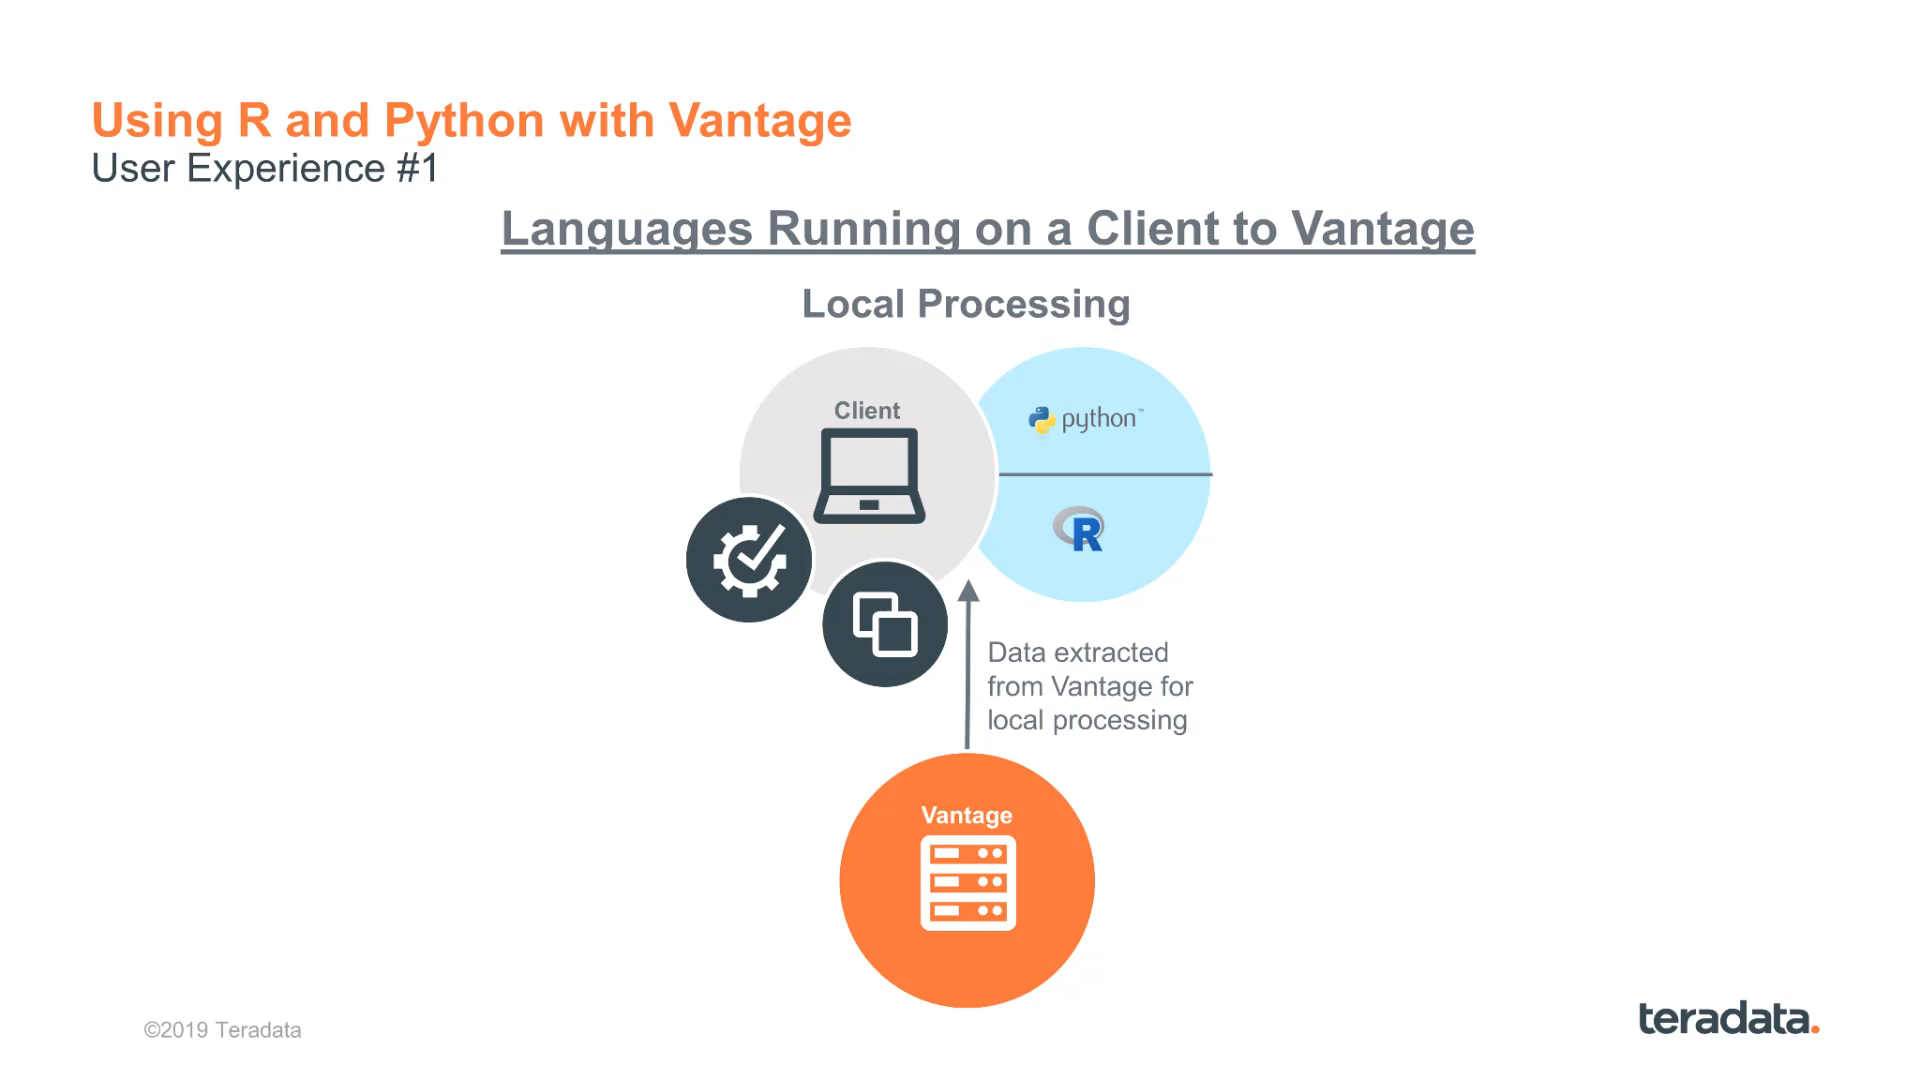 Using R and Python with Vantage
User Experience #1
Languages Running on a Client to Vantage
Local Processing
Client
python™
R
Data extracted
from Vantage for
local processing
Vantage
©2019 Teradata
teradata.